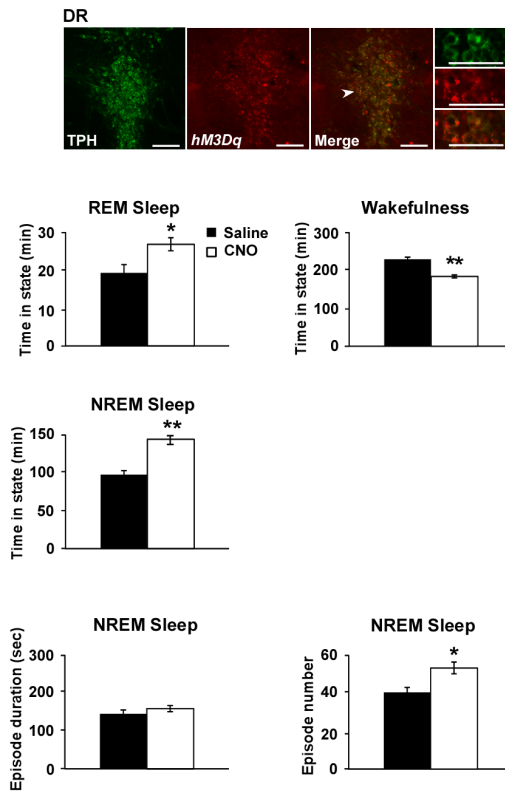 DR
TPH
hM3Dq
Merge
REM Sleep
*
Saline
CNO
Time in state (min)
30
20
10
0
Wakefulness
**
Time in state (min)
300
200
100
0
NREM Sleep
**
Time in state (min)
150
100
50
0
NREM Sleep
Episode duration (sec)
300
200
100
0
NREM Sleep
*
Episode number
60
40
20
0